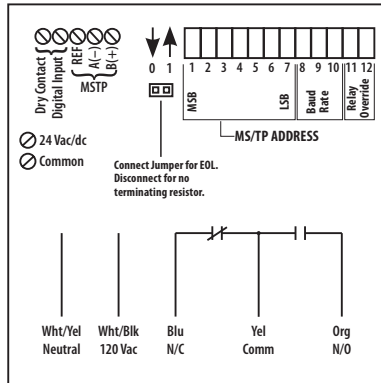 Dry Contact
Digital Input
REF
A(−)
B(+)
MSTP
0 1
1 2 3 4 5 6 7 8 9 10 11 12
MSB
LSB
Baud
Rate
Relay
Override
MS/TP ADDRESS
24 Vac/dc
Common
Connect Jumper for EOL.
Disconnect for no
terminating resistor.
Wht/Yel Wht/Blk Blu Yel Org
Neutral 120 Vac N/C Comm N/O